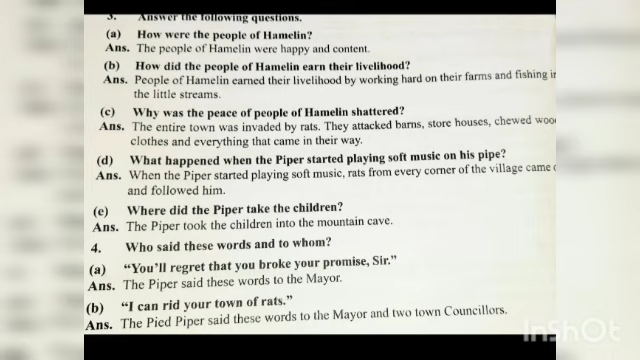 3. Answer the following questions.
(a) How were the people of Hamelin?
Ans. The people of Hamelin were happy and content.
(b) How did the people of Hamelin earn their livelihood?
Ans. People of Hamelin earned their livelihood by working hard on their farms and fishing in
the little streams.
(c) Why was the peace of people of Hamelin shattered?
Ans. The entire town was invaded by rats. They attacked barns, store houses, chewed
clothes and everything that came in their way.
(d) What happened when the Piper started playing soft music on his pipe?
Ans. When the Piper started playing soft music, rats from every corner of the village came
and followed him.
(e) Where did the Piper take the children?
Ans. The Piper took the children into the mountain cave.
4. Who said these words and to whom?
(a) "You'll regret that you broke your promise, Sir."
Ans. The Piper said these words to the Mayor.
(b) "I can rid your town of rats."
Ans. The Pied Piper said these words to the Mayor and two town Councillors.
InShOt